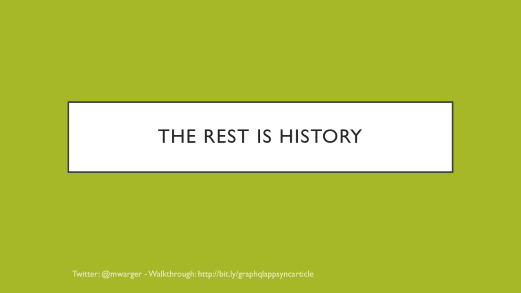 THE REST IS HISTORY
Twitter: @mwarger - Walkthrough: http://bit.ly/graphqlappsyncarticle